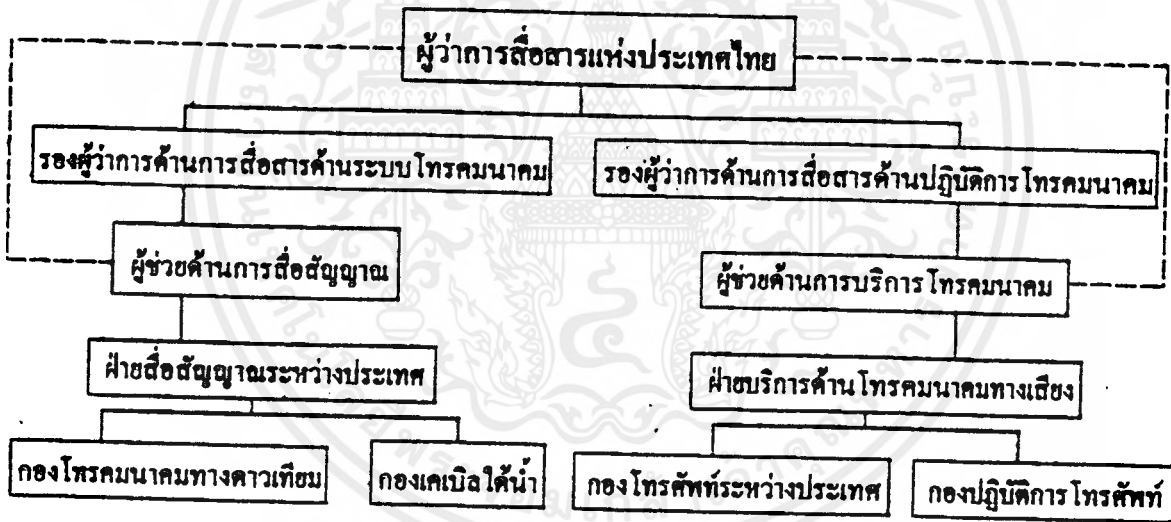 ผู้ว่าการสื่อสารแห่งประเทศไทย
รองผู้ว่าการด้านการสื่อสารด้านระบบโทรคมนาคม
รองผู้ว่าการด้านการสื่อสารด้านปฏิบัติการโทรคมนาคม
ผู้ช่วยด้านการสื่อสัญญาณ
ผู้ช่วยด้านการบริการโทรคมนาคม
ฝ่ายสื่อสัญญาณระหว่างประเทศ
ฝ่ายบริการด้านโทรคมนาคมทางเสียง
กองโทรคมนาคมทางดาวเทียม
กองเคเบิลใต้น้ำ
กองโทรศัพท์ระหว่างประเทศ
กองปฏิบัติการโทรศัพท์